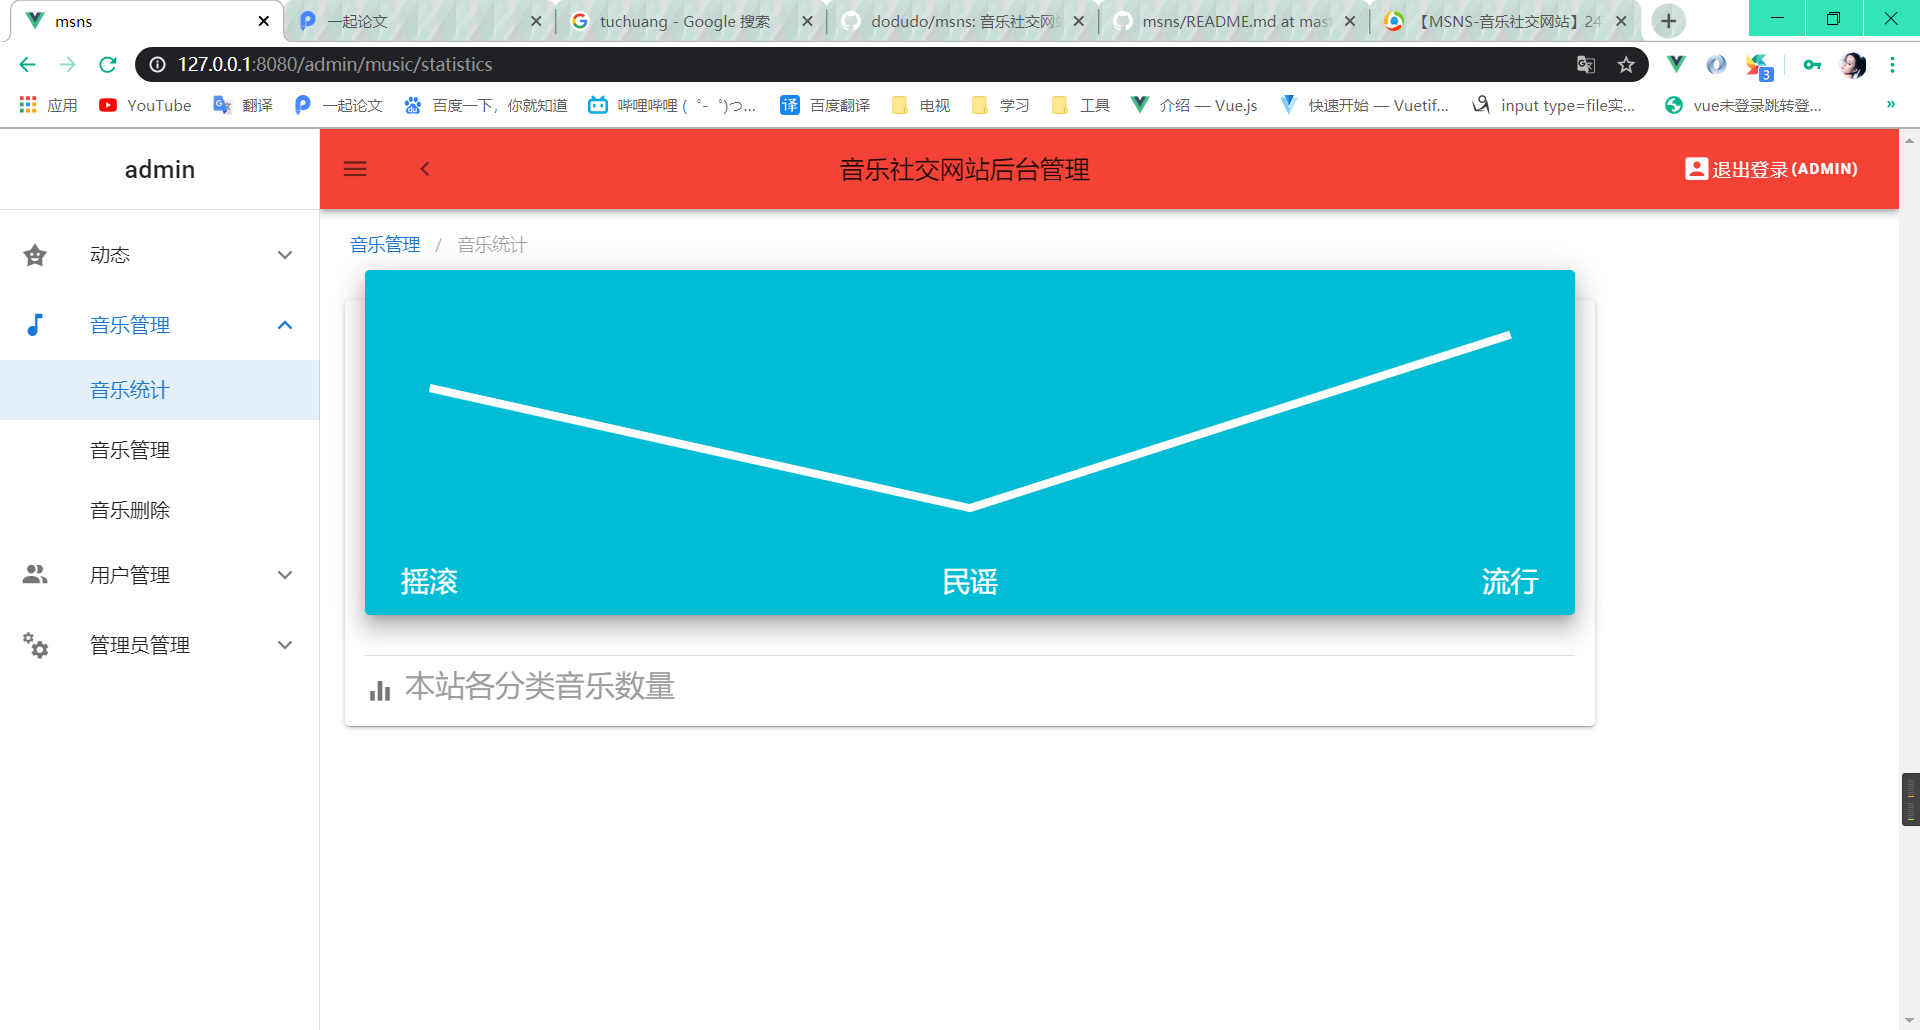 msns
一起论文
tuchuang - Google 搜索
dodudo/msns: 音乐社交网
msns/README.md at mast
【MSNS-音乐社交网站】24
127.0.0.1:8080/admin/music/statistics
3
应用
YouTube
翻译
一起论文
百度一下，你就知道
哔哩哔哩 ( ゜- ゜)つ...
译 百度翻译
电视
学习
工具
介绍 — Vue.js
快速开始 — Vuetif...
input type=file实...
vue未登录跳转登...
»
admin
音乐社交网站后台管理
退出登录(ADMIN)
动态
音乐管理
音乐统计
音乐管理
音乐删除
用户管理
管理员管理
音乐管理 / 音乐统计
摇滚
民谣
流行
本站各分类音乐数量